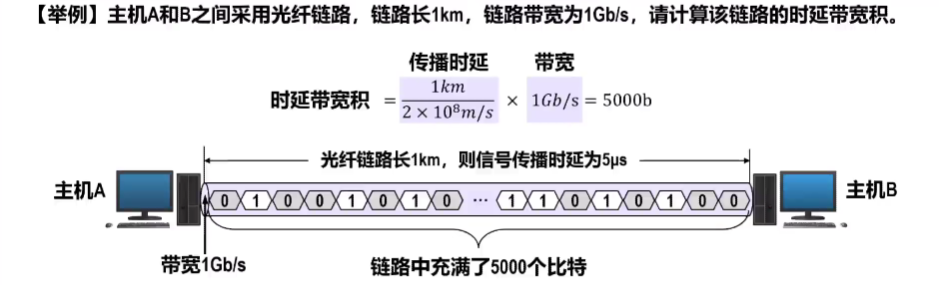 【举例】主机A和B之间采用光纤链路，链路长1km，链路带宽为1Gb/s，请计算该链路的时延带宽积。
传播时延 带宽
时延带宽积 = 1km / 2 × 10⁸m/s × 1Gb/s = 5000b
光纤链路长1km，则信号传播时延为5μs
主机A 0 1 0 0 1 0 1 0 ··· 1 1 0 1 0 1 0 0 主机B
带宽1Gb/s 链路中充满了5000个比特